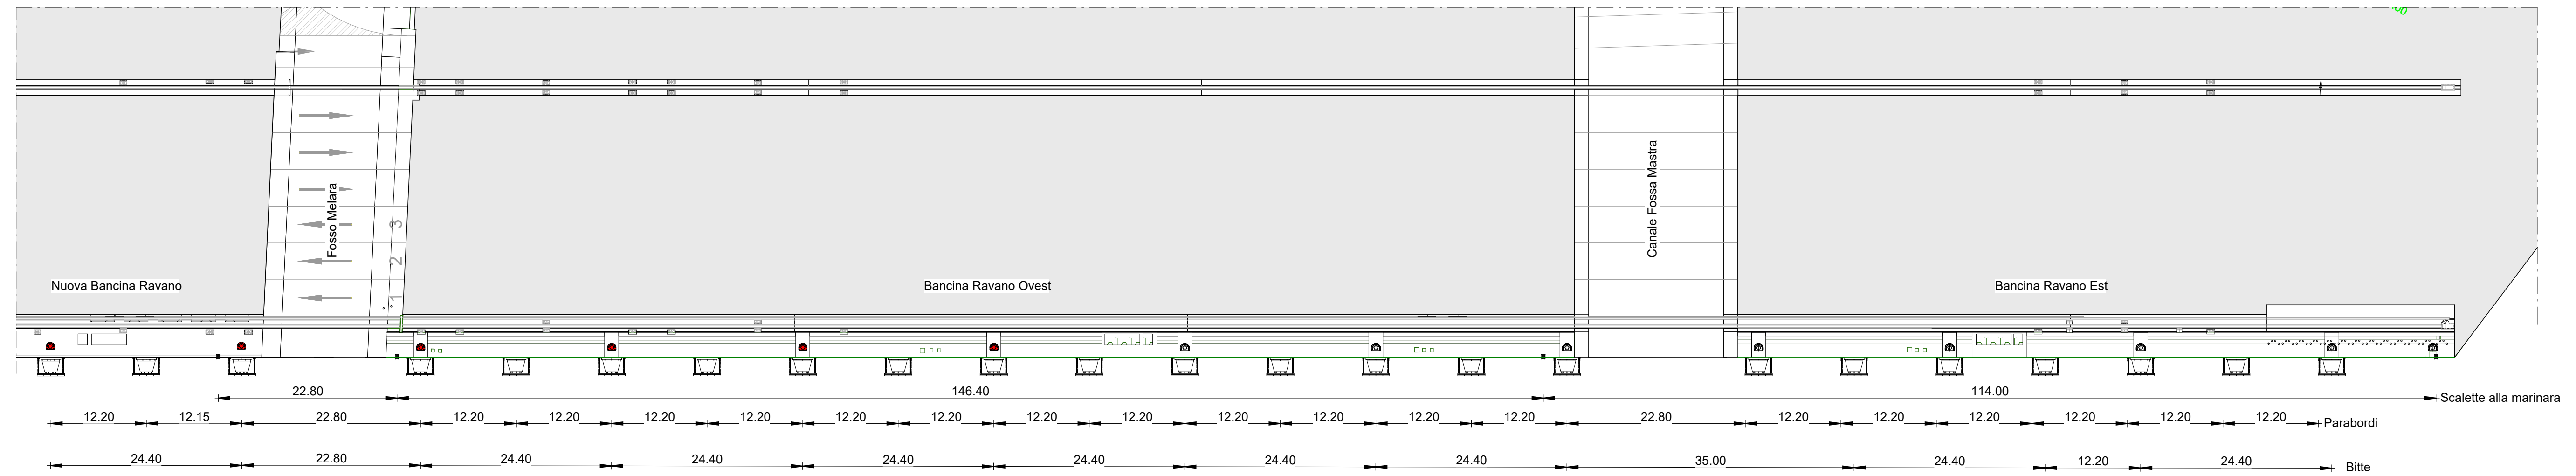 Fosso Melara
3
2
1
Canale Fossa Mastra
Nuova Bancina Ravano
Bancina Ravano Ovest
Bancina Ravano Est
22.80 146.40 114.00 Scalette alla marinara
12.20 12.15 22.80 12.20 12.20 12.20 12.20 12.20 12.20 12.20 12.20 12.20 12.20 12.20 12.20 22.80 12.20 12.20 12.20 12.20 12.20 12.20 Parabordi
24.40 22.80 24.40 24.40 24.40 24.40 24.40 24.40 35.00 24.40 12.20 24.40 Bitte